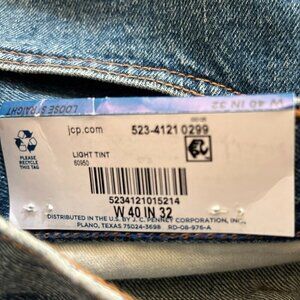 LOOSE STRAIGHT
W 40 IN 32
jcp.com
523-4121 0299
PLEASE
RECYCLE
THIS TAG
LIGHT TINT
60950
5234121015214
W 40 IN 32
DISTRIBUTED IN THE U.S. BY J. C. PENNEY CORPORATION, INC.
PLANO, TEXAS 75024-3698 RD-08-976-A